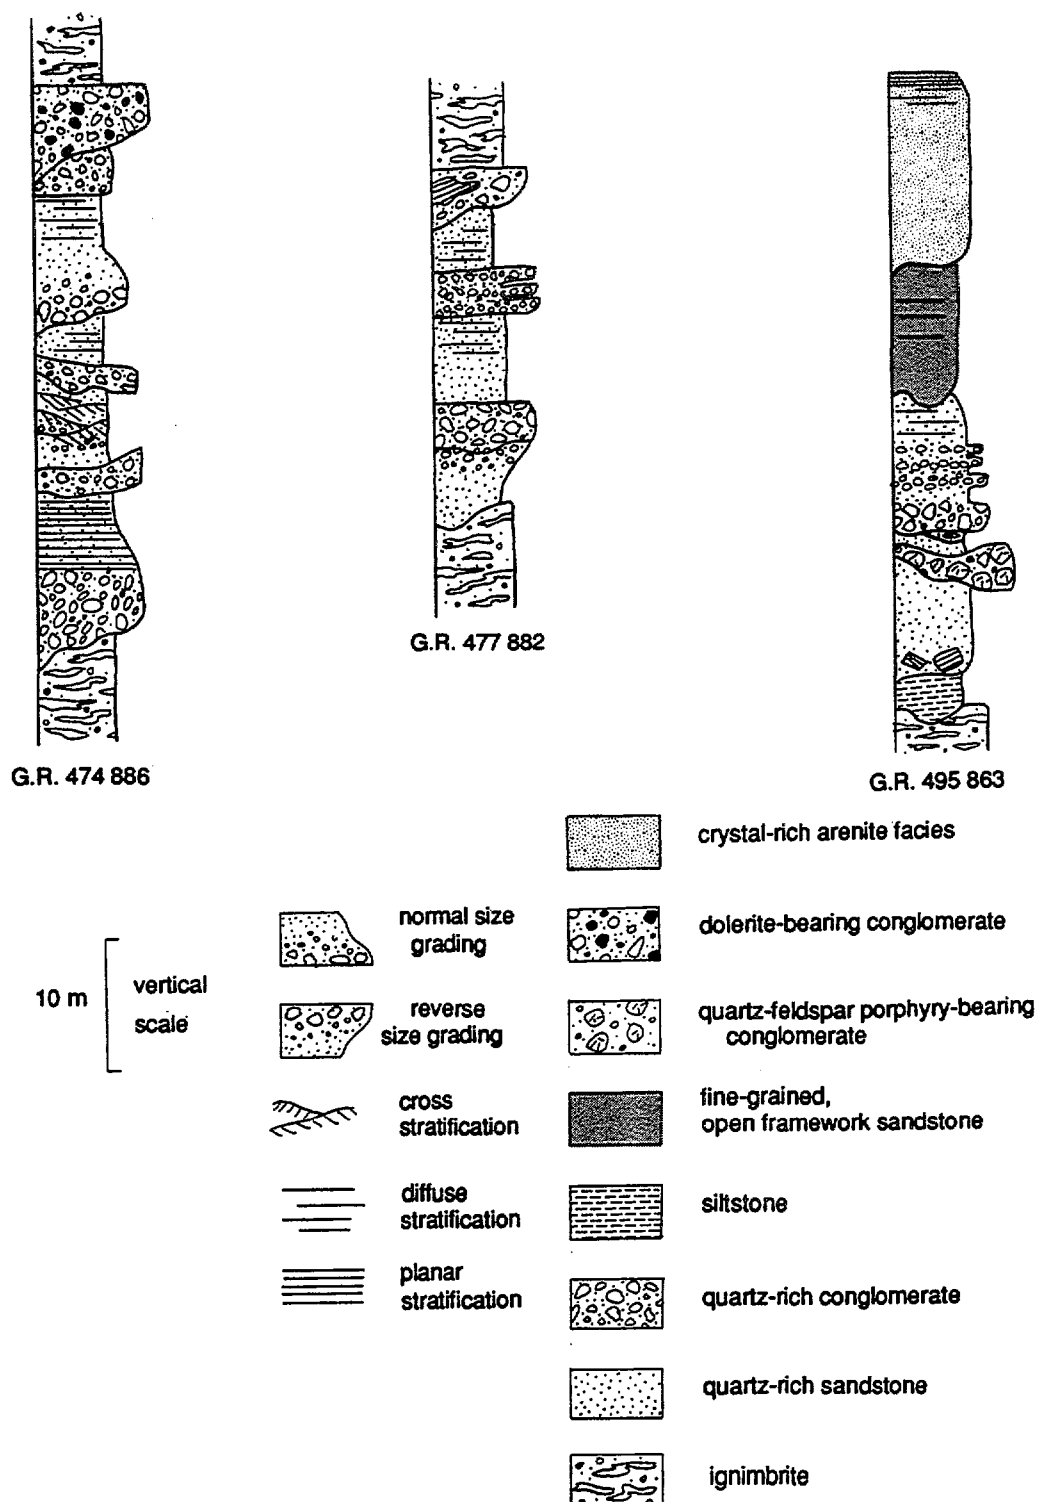 G.R. 477 882
G.R. 474 886
G.R. 495 863
10 m
vertical
scale
normal size
grading
reverse
size grading
cross
stratification
diffuse
stratification
planar
stratification
crystal-rich arenite facies
dolerite-bearing conglomerate
quartz-feldspar porphyry-bearing
conglomerate
fine-grained,
open framework sandstone
siltstone
quartz-rich conglomerate
quartz-rich sandstone
ignimbrite